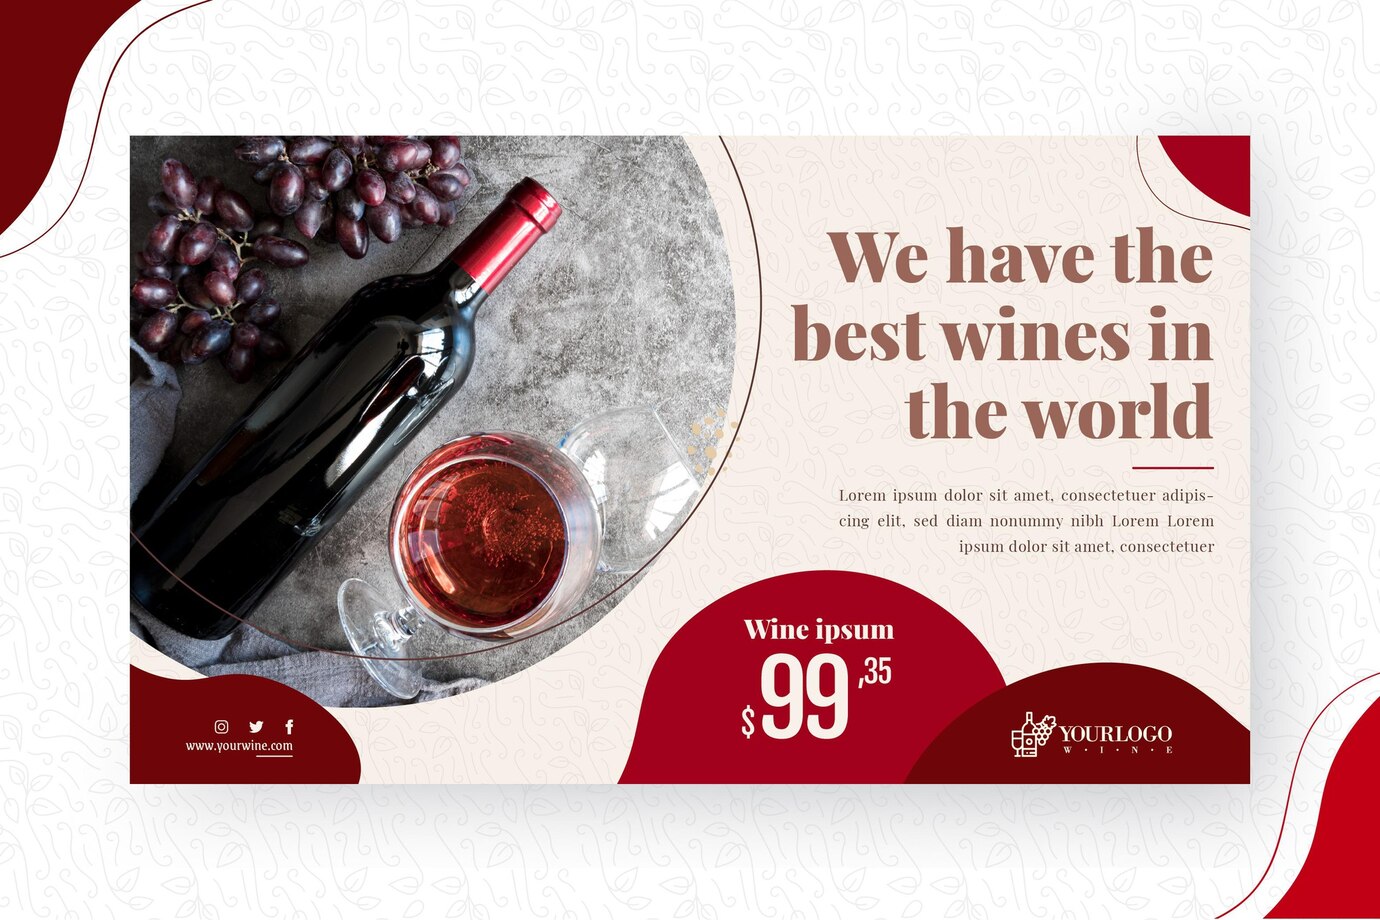 We have the
best wines in
the world
Lorem ipsum dolor sit amet, consectetuer adipis-
cing elit, sed diam nonummy nibh Lorem Lorem
ipsum dolor sit amet, consectetuer
Wine ipsum
$99,35
www.yourwine.com
YOURLOGO
W · I · N · E